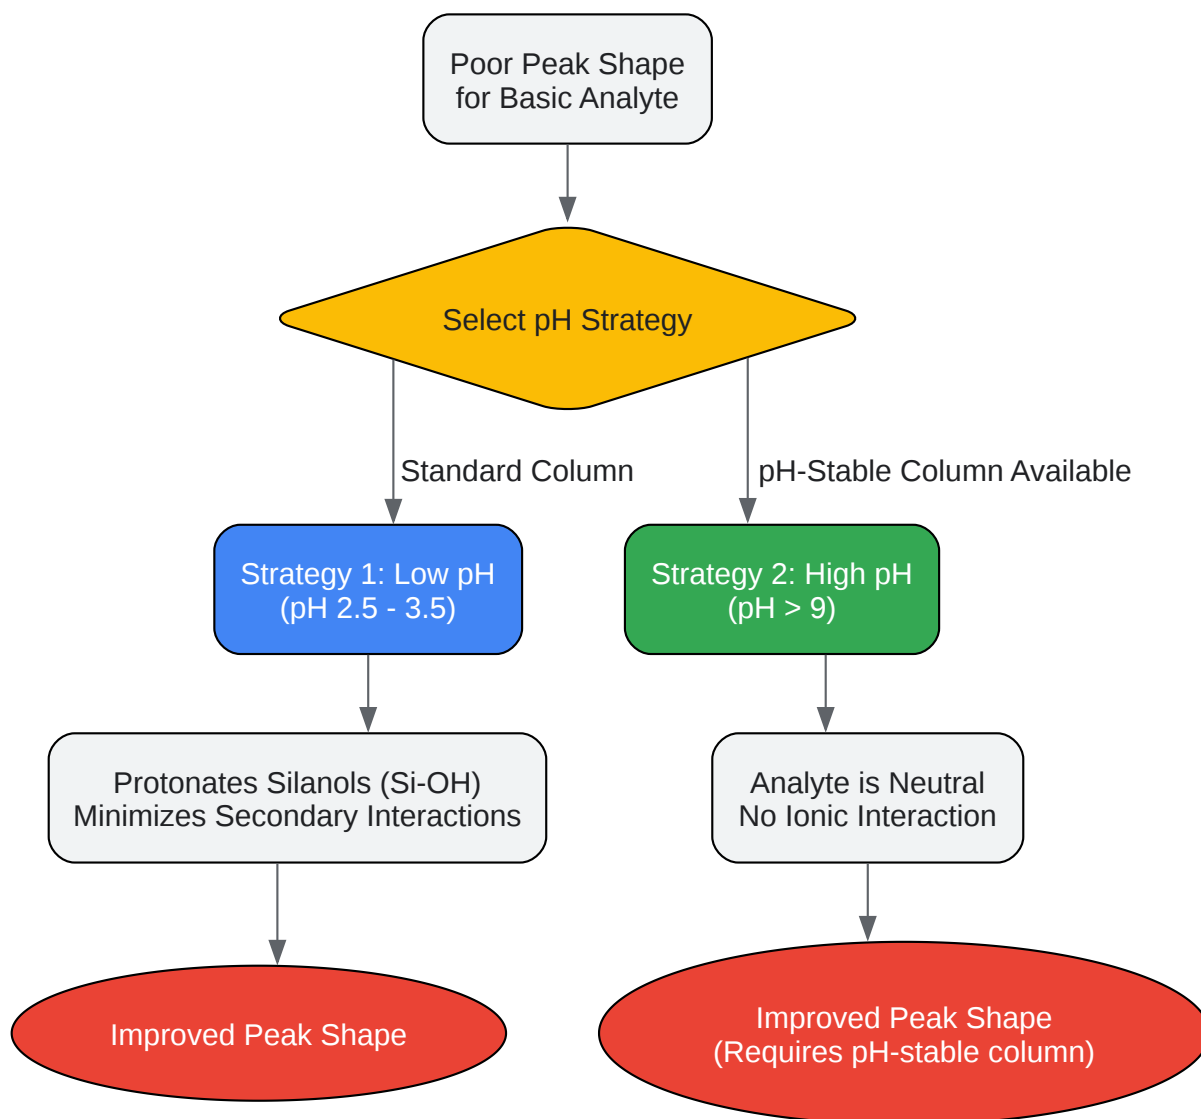 Poor Peak Shape
for Basic Analyte
Select pH Strategy
Standard Column
pH-Stable Column Available
Strategy 1: Low pH
(pH 2.5 - 3.5)
Strategy 2: High pH
(pH > 9)
Protonates Silanols (Si-OH)
Minimizes Secondary Interactions
Analyte is Neutral
No Ionic Interaction
Improved Peak Shape
Improved Peak Shape
(Requires pH-stable column)